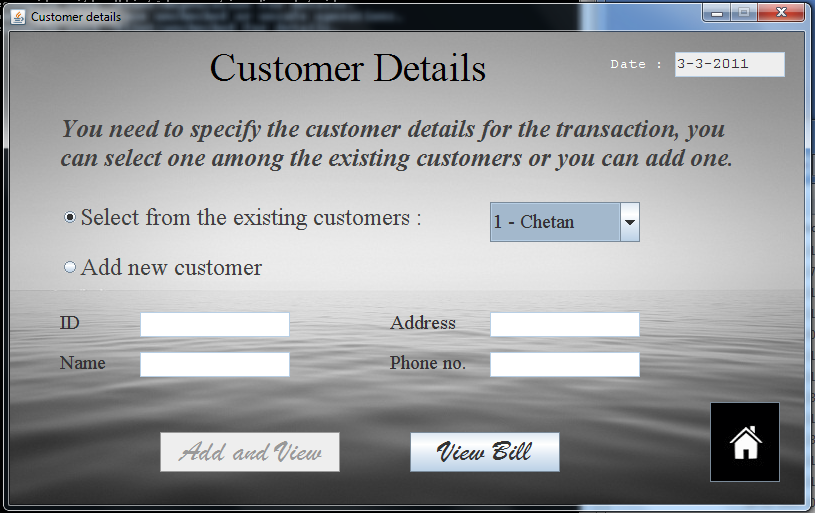 Customer details
Customer Details
Date :
3-3-2011
You need to specify the customer details for the transaction, you
can select one among the existing customers or you can add one.
Select from the existing customers :
1 - Chetan
Add new customer
ID
Address
Name
Phone no.
Add and View
View Bill